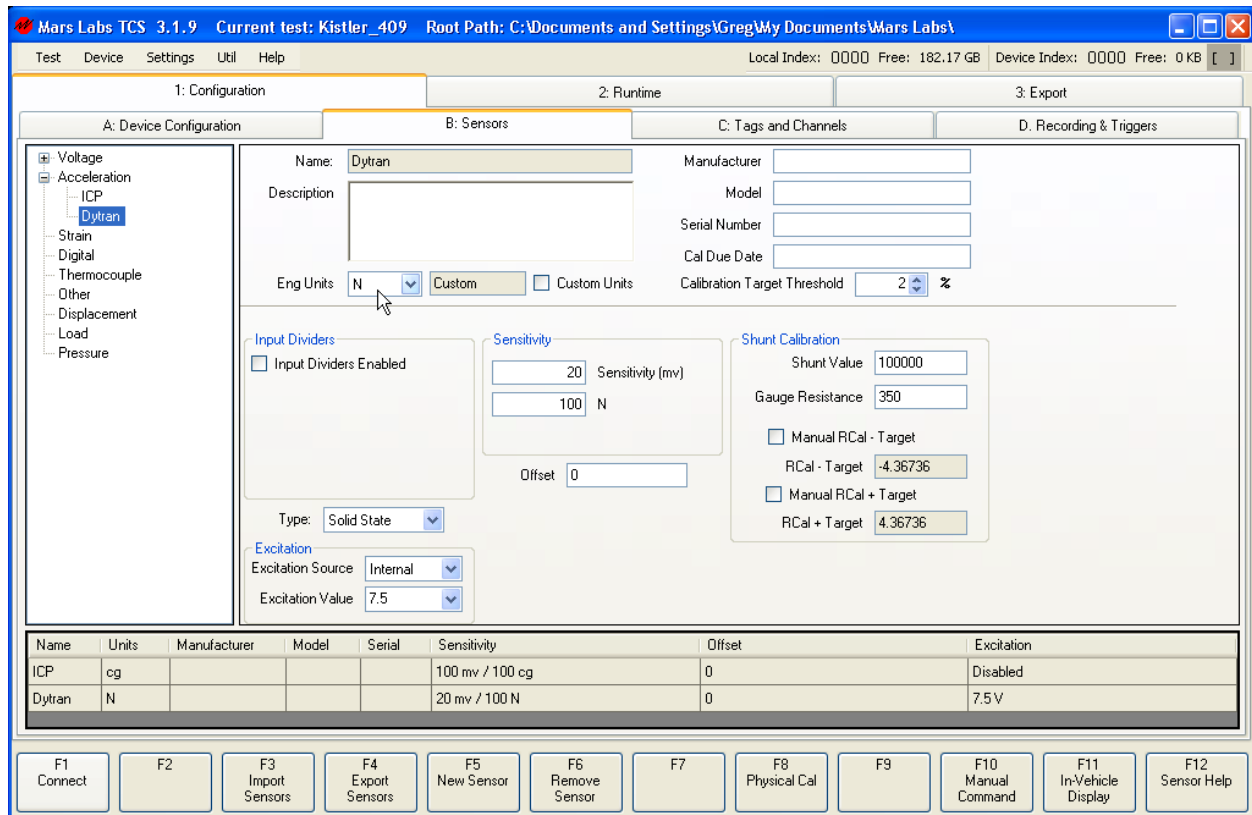 Mars Labs TCS 3.1.9 Current test: Kistler_409 Root Path: C:\Documents and Settings\Greg\My Documents\Mars Labs\
Test Device Settings Util Help Local Index: 0000 Free: 182.17 GB Device Index: 0000 Free: 0 KB [ ]
1: Configuration 2: Runtime 3: Export
A: Device Configuration B: Sensors C: Tags and Channels D. Recording & Triggers
Voltage
Acceleration
ICP
Dytran
Strain
Digital
Thermocouple
Other
Displacement
Load
Pressure
Name: Dytran
Description
Eng Units N Custom Custom Units
Manufacturer
Model
Serial Number
Cal Due Date
Calibration Target Threshold 2 %
Input Dividers
Input Dividers Enabled
Sensitivity
20 Sensitivity (mv)
100 N
Offset 0
Shunt Calibration
Shunt Value 100000
Gauge Resistance 350
Manual RCal - Target
RCal - Target -4.36736
Manual RCal + Target
RCal + Target 4.36736
Type: Solid State
Excitation
Excitation Source Internal
Excitation Value 7.5
Name Units Manufacturer Model Serial Sensitivity Offset Excitation
ICP cg 100 mv / 100 cg 0 Disabled
Dytran N 20 mv / 100 N 0 7.5 V
F1
Connect
F2
F3
Import
Sensors
F4
Export
Sensors
F5
New Sensor
F6
Remove
Sensor
F7
F8
Physical Cal
F9
F10
Manual
Command
F11
In-Vehicle
Display
F12
Sensor Help